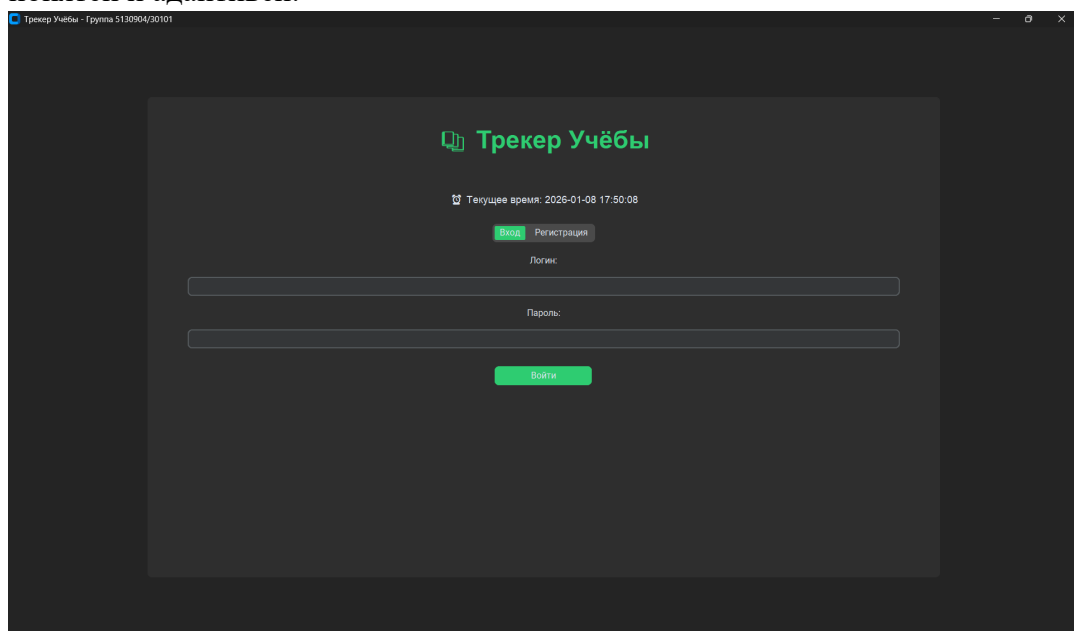 Трекер Учёбы - Группа 5130904/30101
Трекер Учёбы
Текущее время: 2026-01-08 17:50:08
Вход Регистрация
Логин:
Пароль:
Войти